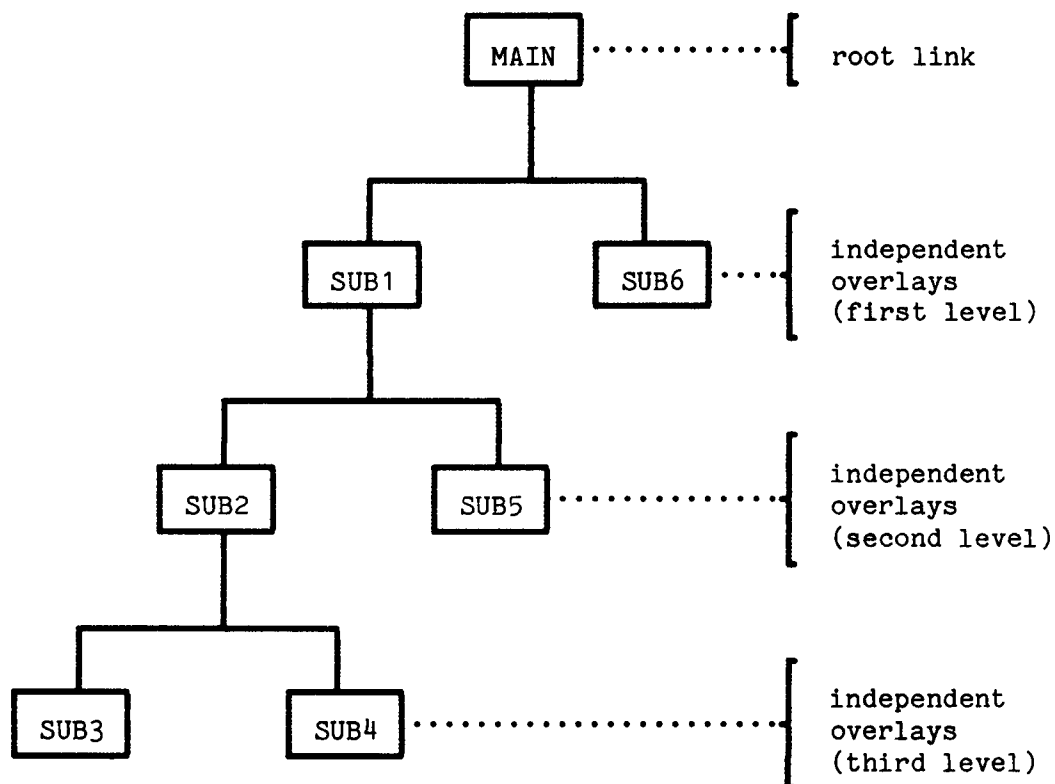 MAIN
root link
SUB1
SUB6
independent
overlays
(first level)
SUB2
SUB5
independent
overlays
(second level)
SUB3
SUB4
independent
overlays
(third level)